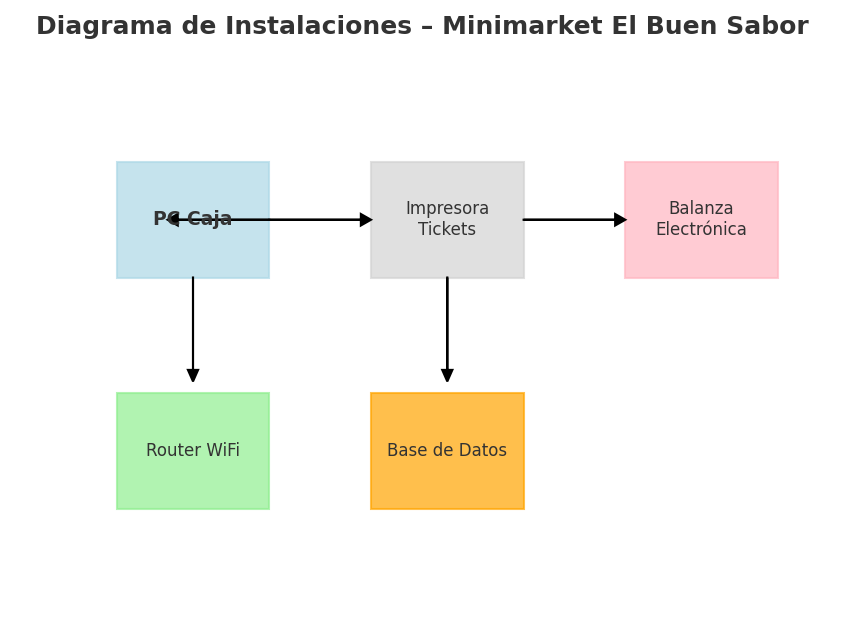 Diagrama de Instalaciones – Minimarket El Buen Sabor
PC Caja
Impresora
Tickets
Balanza
Electrónica
Router WiFi
Base de Datos